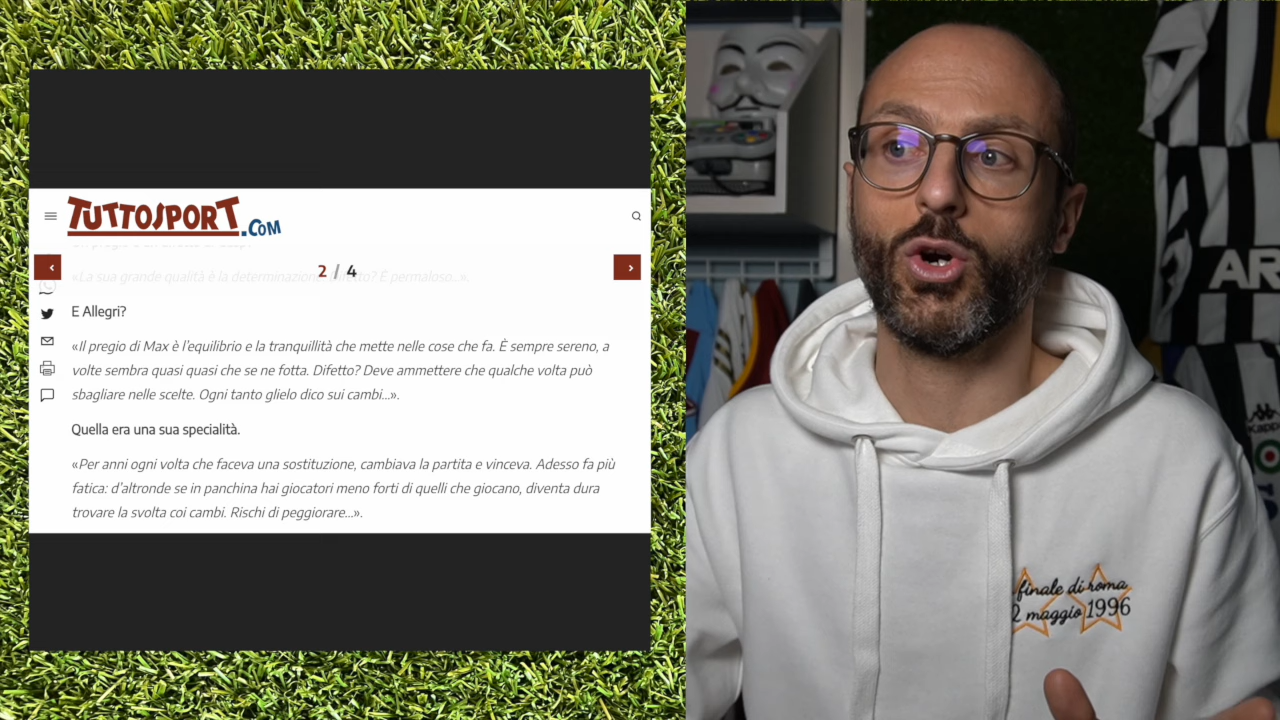 TUTTOSPORT.COM
2 / 4
«La sua grande qualità è la determinazione. Difetto? È permaloso...».
E Allegri?
«Il pregio di Max è l'equilibrio e la tranquillità che mette nelle cose che fa. È sempre sereno, a
volte sembra quasi quasi che se ne fotta. Difetto? Deve ammettere che qualche volta può
sbagliare nelle scelte. Ogni tanto glielo dico sui cambi...».
Quella era una sua specialità.
«Per anni ogni volta che faceva una sostituzione, cambiava la partita e vinceva. Adesso fa più
fatica: d'altronde se in panchina hai giocatori meno forti di quelli che giocano, diventa dura
trovare la svolta coi cambi. Rischi di peggiorare...».
AR
Kappa
finale di roma
2 maggio 1996